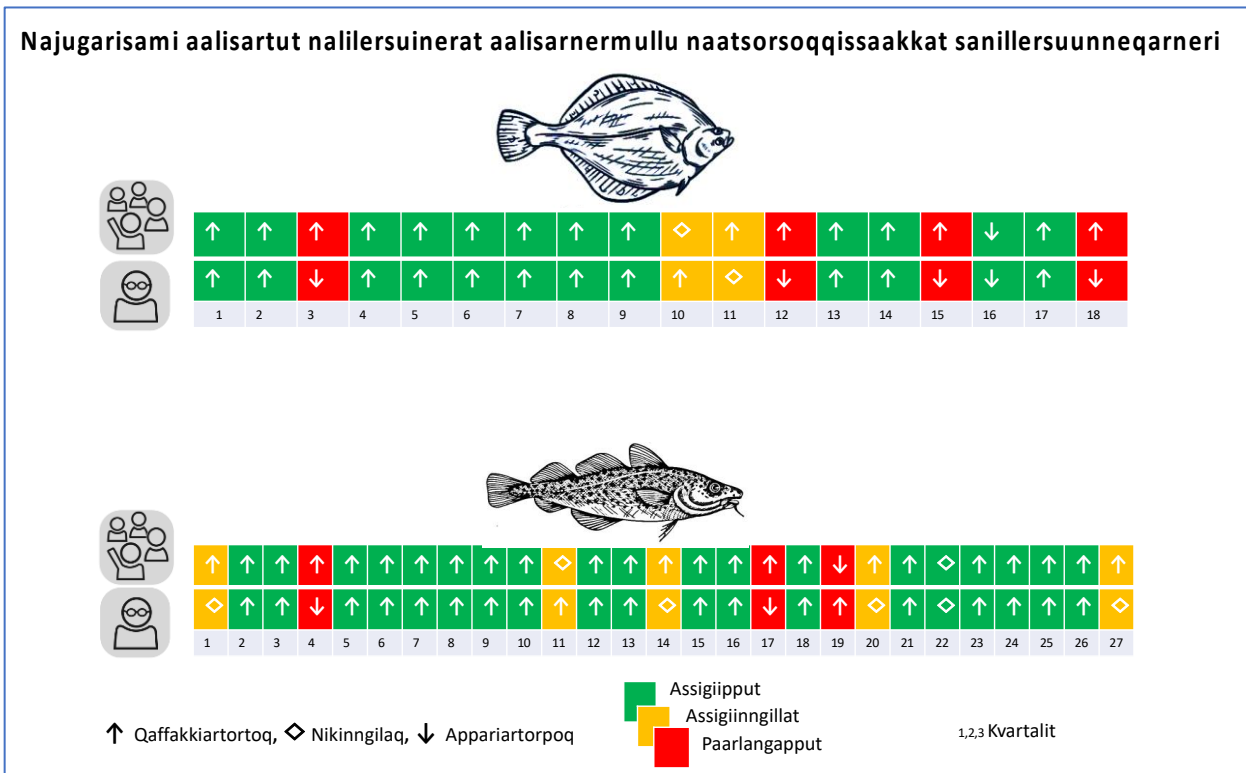 Najugarisami aalisartut nalilersuinerat aalisarnermullu naatsorsoqqissaakkat sanillersuunneqarneri
1 2 3 4 5 6 7 8 9 10 11 12 13 14 15 16 17 18
1 2 3 4 5 6 7 8 9 10 11 12 13 14 15 16 17 18 19 20 21 22 23 24 25 26 27
Assigiipput
Assigiinngillat
Paarlangapput
↑ Qaffakkiartortoq, ◇ Nikinngilaq, ↓ Appariartorpoq
1,2,3 Kvartalit